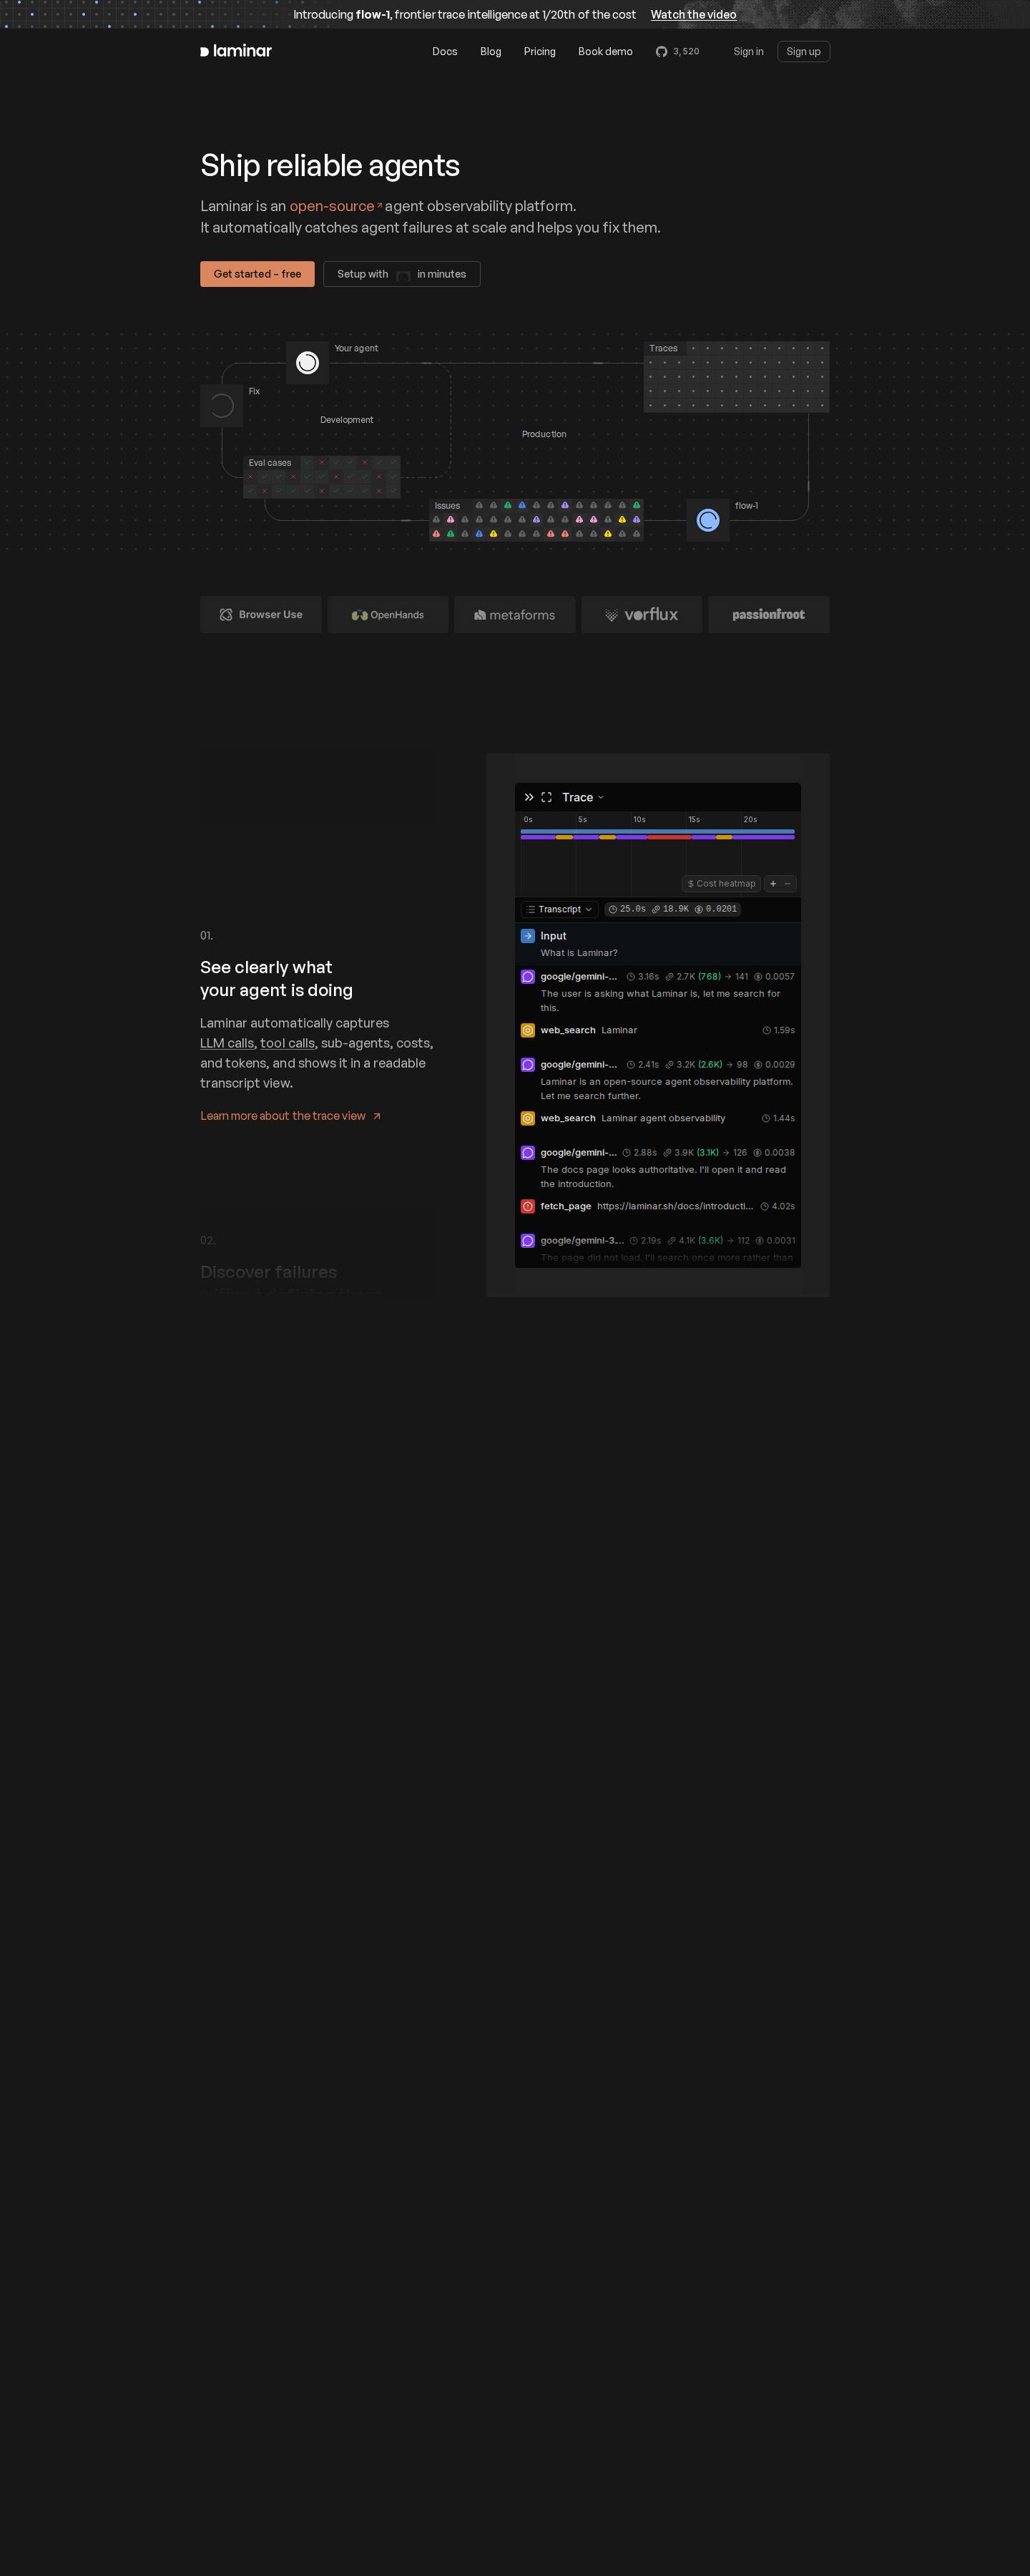 Introducing flow-1, frontier trace intelligence at 1/20th of the cost Watch the video
laminar Docs Blog Pricing Book demo 3,520 Sign in Sign up
Ship reliable agents
Laminar is an open-source agent observability platform.
It automatically catches agent failures at scale and helps you fix them.
Get started – free Setup with in minutes
Your agent
Traces
Fix
Development
Production
Eval cases
Issues
flow-1
Browser Use OpenHands metaforms vorflux passionfroot
Trace
0s 5s 10s 15s 20s
$ Cost heatmap + −
Transcript 25.0s 18.9K 0.0201
Input
What is Laminar?
google/gemini-... 3.16s 2.7K (768) → 141 0.0057
The user is asking what Laminar is, let me search for
this.
web_search Laminar 1.59s
google/gemini-... 2.41s 3.2K (2.6K) → 98 0.0029
Laminar is an open-source agent observability platform.
Let me search further.
web_search Laminar agent observability 1.44s
google/gemini-... 2.88s 3.9K (3.1K) → 126 0.0038
The docs page looks authoritative. I'll open it and read
the introduction.
fetch_page https://laminar.sh/docs/introducti... 4.02s
google/gemini-3.... 2.19s 4.1K (3.6K) → 112 0.0031
The page did not load. I'll search once more rather than
01.
See clearly what
your agent is doing
Laminar automatically captures
LLM calls, tool calls, sub-agents, costs,
and tokens, and shows it in a readable
transcript view.
Learn more about the trace view
02.
Discover failures